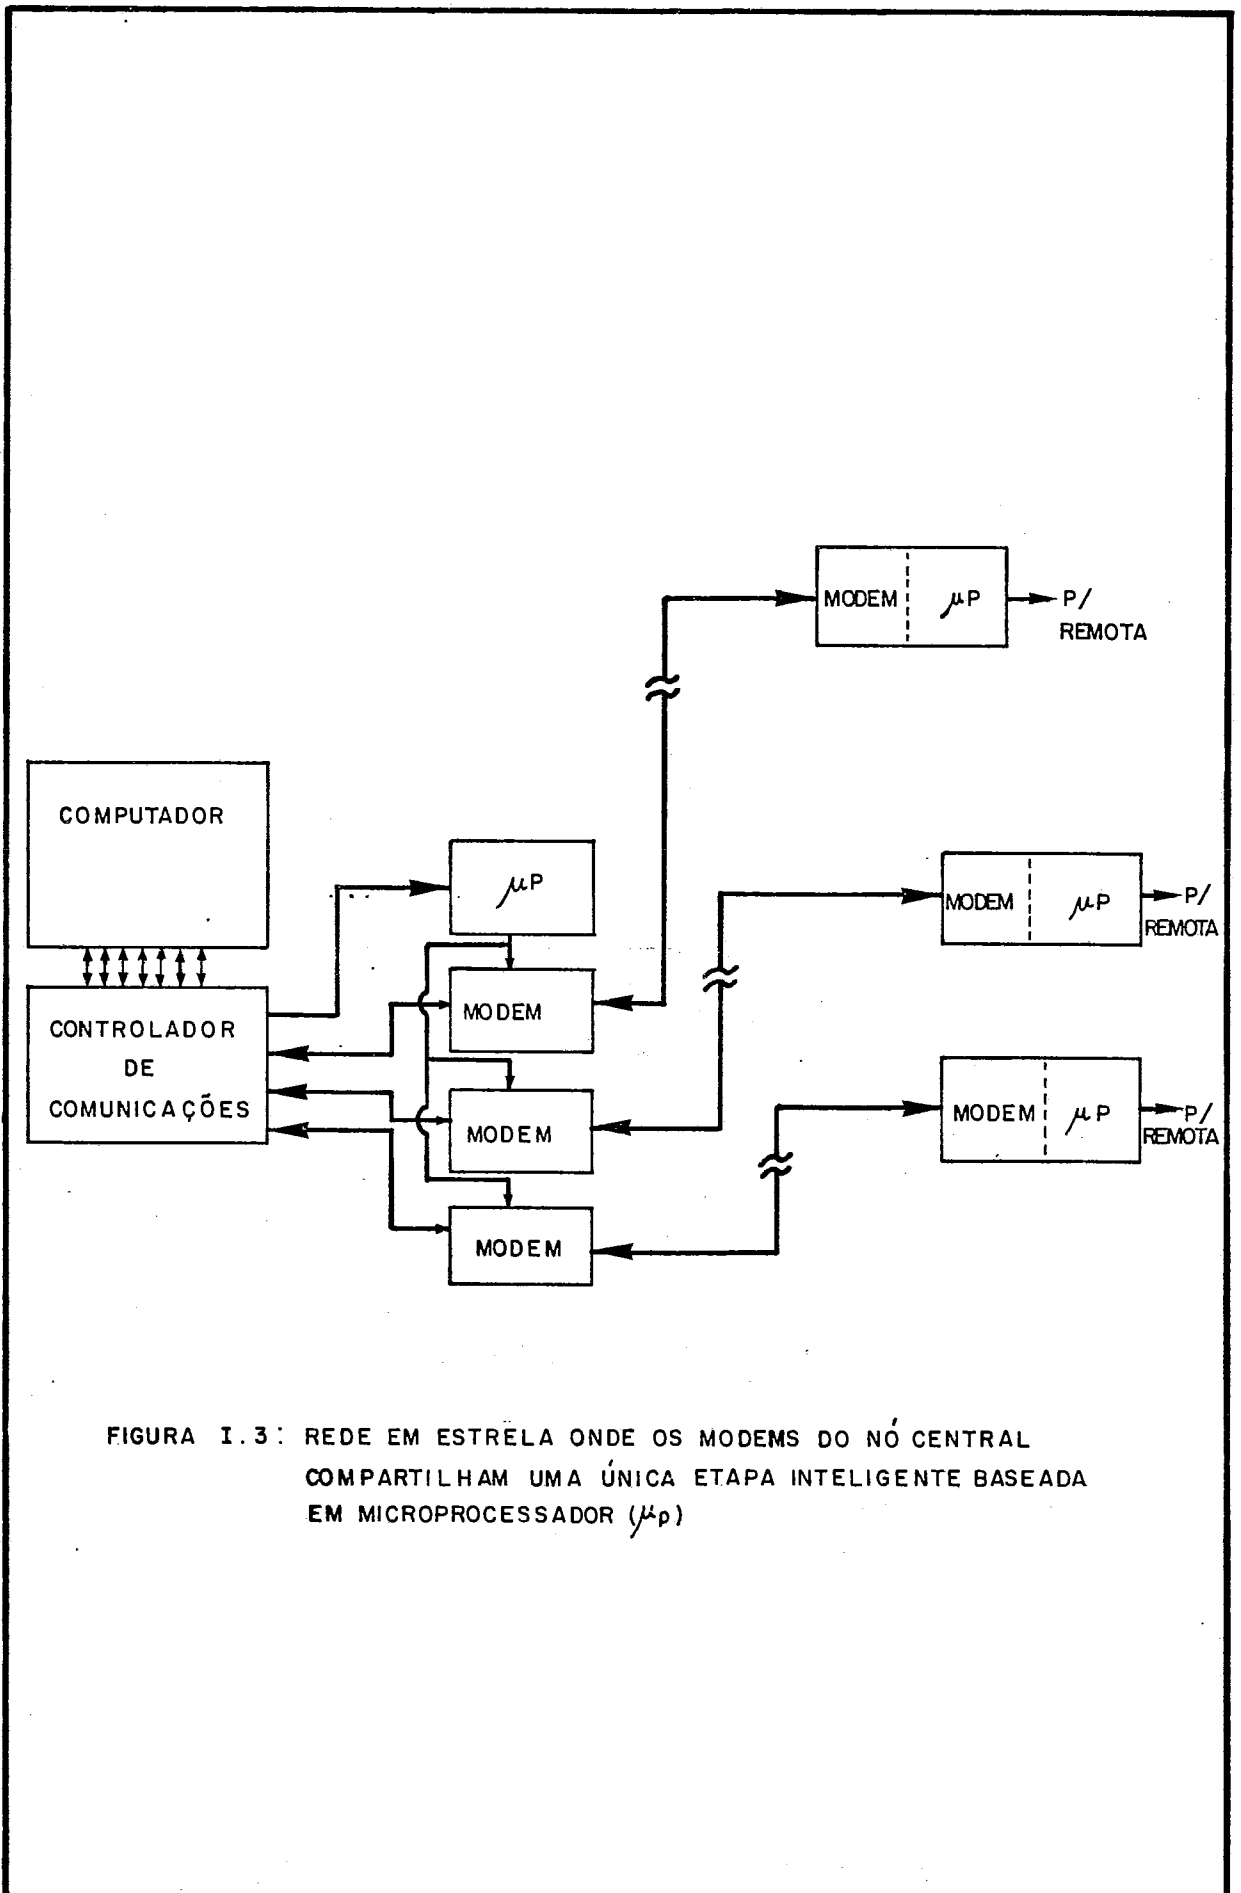 MODEM
μP
P/
REMOTA
COMPUTADOR
μP
MODEM
μP
P/
REMOTA
CONTROLADOR
DE
COMUNICAÇÕES
MODEM
MODEM
MODEM
MODEM
μP
P/
REMOTA
FIGURA I.3: REDE EM ESTRELA ONDE OS MODEMS DO NÓ CENTRAL
COMPARTILHAM UMA ÚNICA ETAPA INTELIGENTE BASEADA
EM MICROPROCESSADOR (μp)